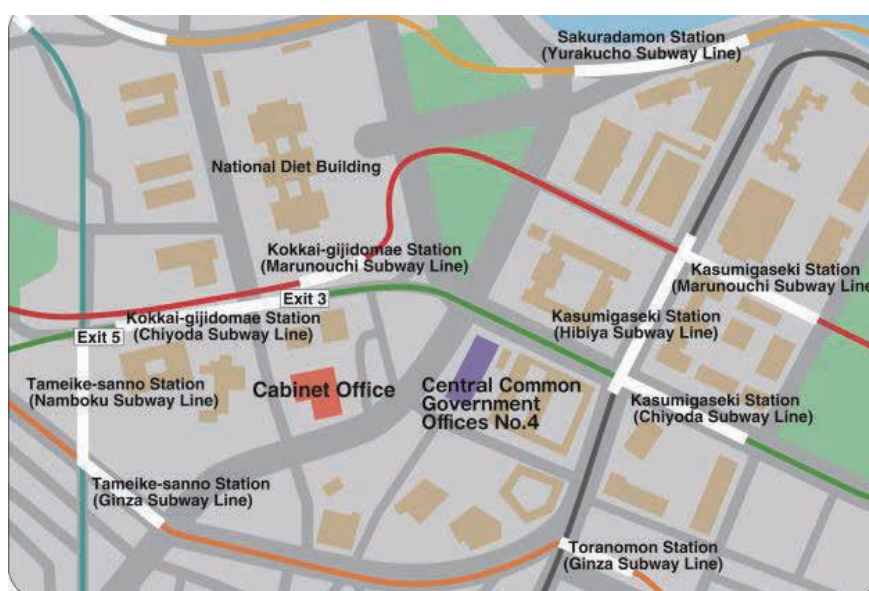 Sakuradamon Station
(Yurakucho Subway Line)
National Diet Building
Kokkai-gijidomae Station
(Marunouchi Subway Line)
Kasumigaseki Station
(Marunouchi Subway Line
Exit 3
Kokkai-gijidomae Station
(Chiyoda Subway Line)
Exit 5
Kasumigaseki Station
(Hibiya Subway Line)
Tameike-sanno Station
(Namboku Subway Line)
Cabinet Office
Central Common
Government
Offices No.4
Kasumigaseki Station
(Chiyoda Subway Line)
Tameike-sanno Station
(Ginza Subway Line)
Toranomon Station
(Ginza Subway Line)